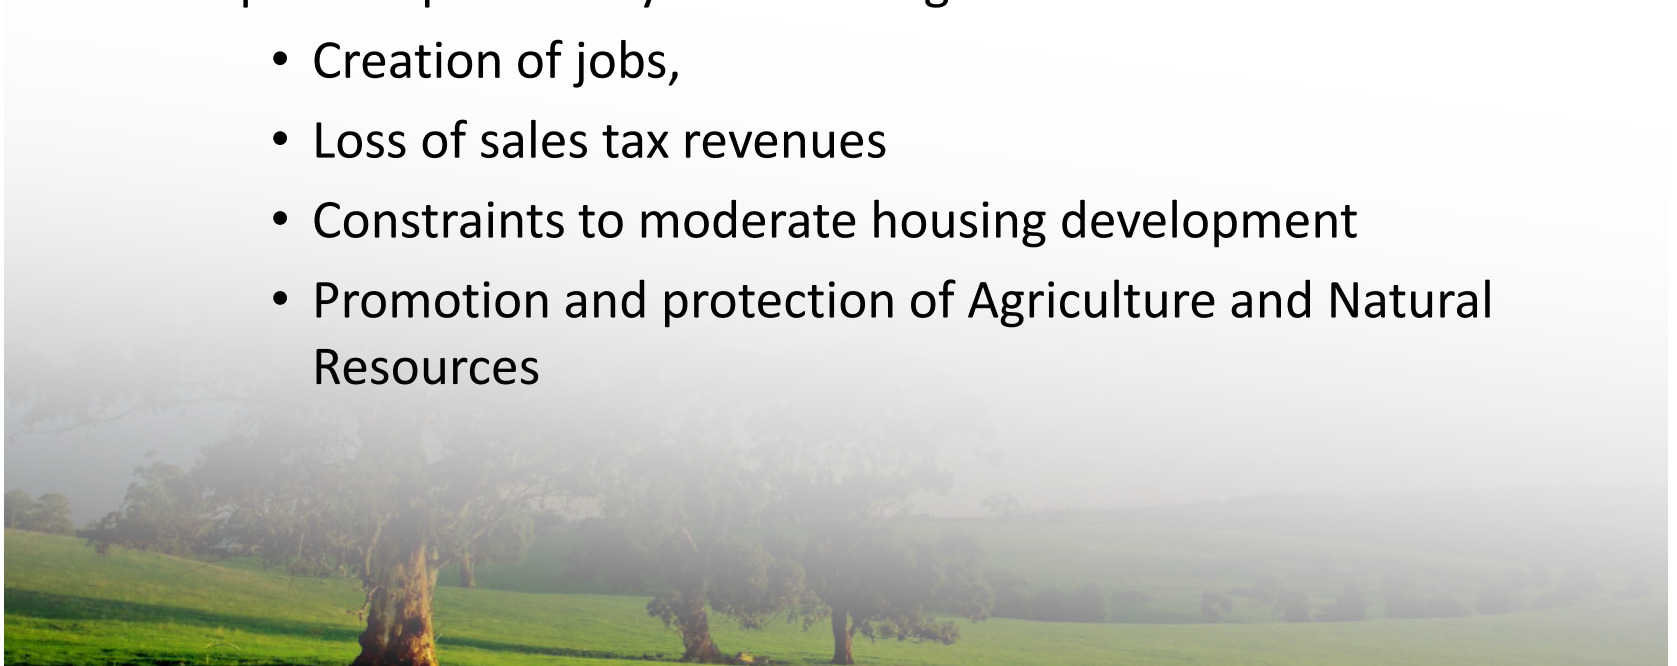 • Creation of jobs,
• Loss of sales tax revenues
• Constraints to moderate housing development
• Promotion and protection of Agriculture and Natural
Resources